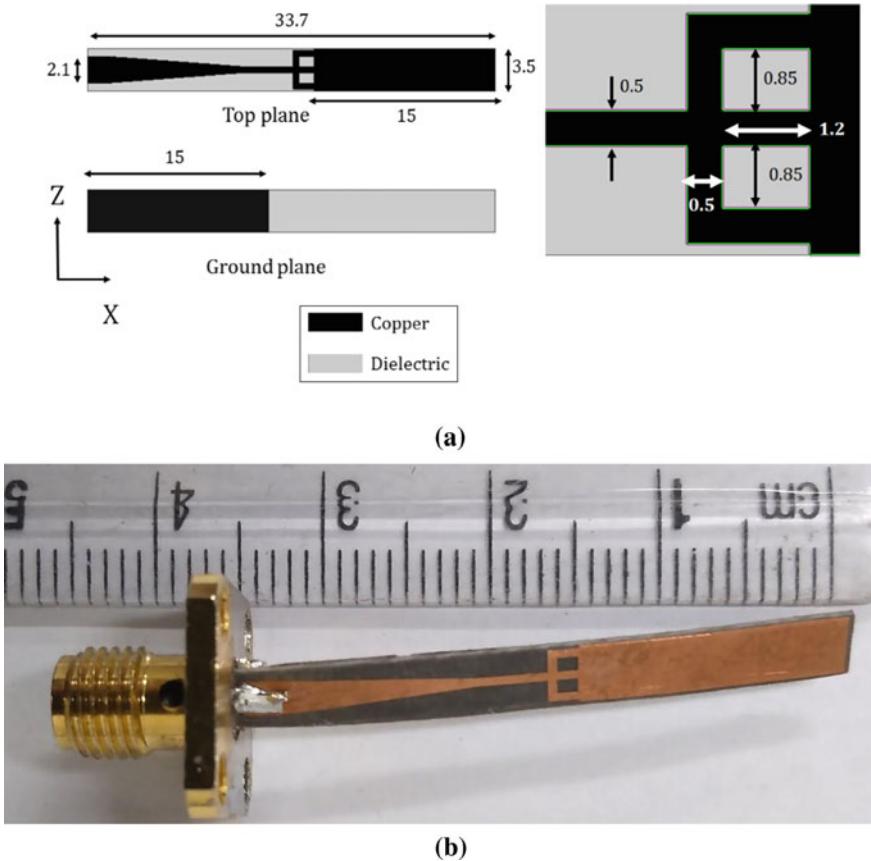 33.7
2.1
3.5
Top plane
15
15
Z
Ground plane
X
Copper
Dielectric
0.5
0.85
1.2
0.85
0.5
(a)
5 4 3 2 1 cm
(b)